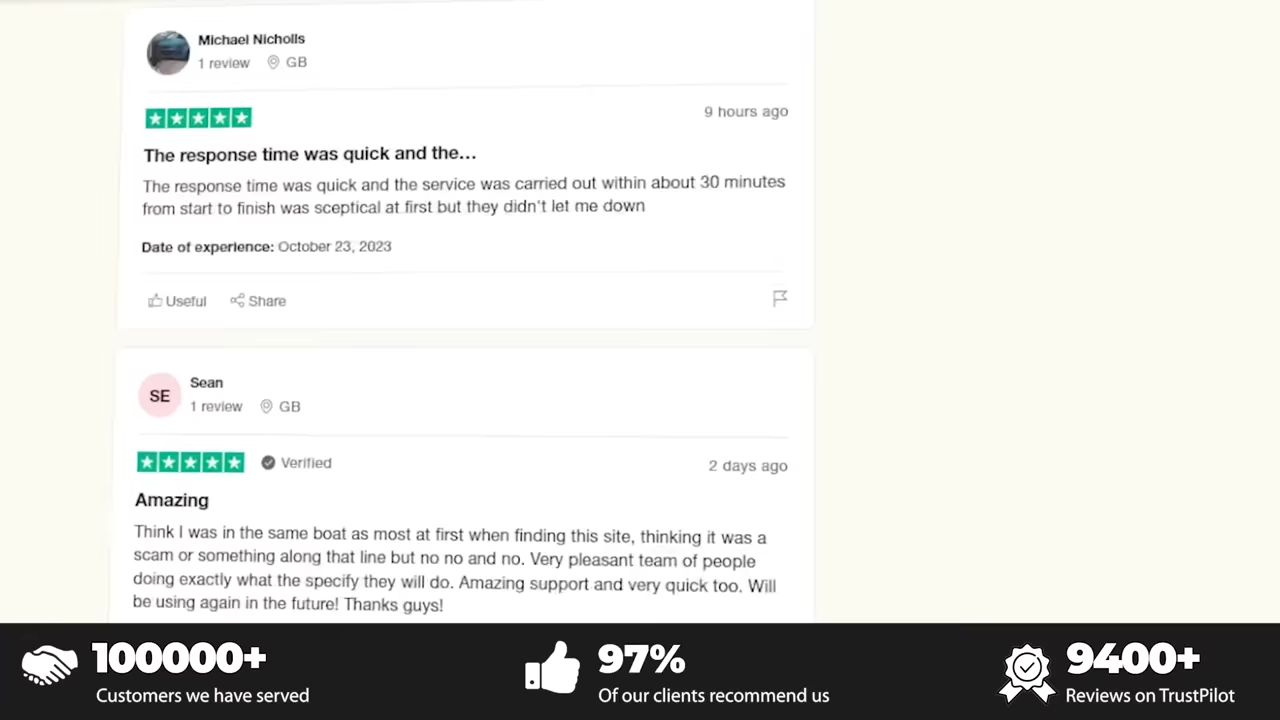 Michael Nicholls
1 review GB
9 hours ago
The response time was quick and the...
The response time was quick and the service was carried out within about 30 minutes
from start to finish was sceptical at first but they didn't let me down
Date of experience: October 23, 2023
Useful Share
SE
Sean
1 review GB
Verified
2 days ago
Amazing
Think I was in the same boat as most at first when finding this site, thinking it was a
scam or something along that line but no no and no. Very pleasant team of people
doing exactly what the specify they will do. Amazing support and very quick too. Will
be using again in the future! Thanks guys!
100000+
Customers we have served
97%
Of our clients recommend us
9400+
Reviews on TrustPilot